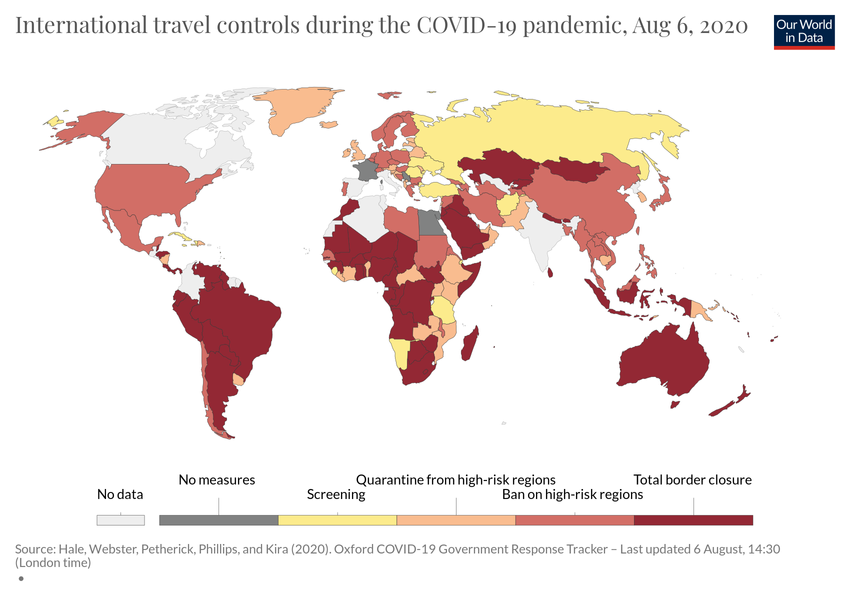 International travel controls during the COVID-19 pandemic, Aug 6, 2020
Our World
in Data
No data
No measures
Screening
Quarantine from high-risk regions
Ban on high-risk regions
Total border closure
Source: Hale, Webster, Petherick, Phillips, and Kira (2020). Oxford COVID-19 Government Response Tracker – Last updated 6 August, 14:30
(London time)
•